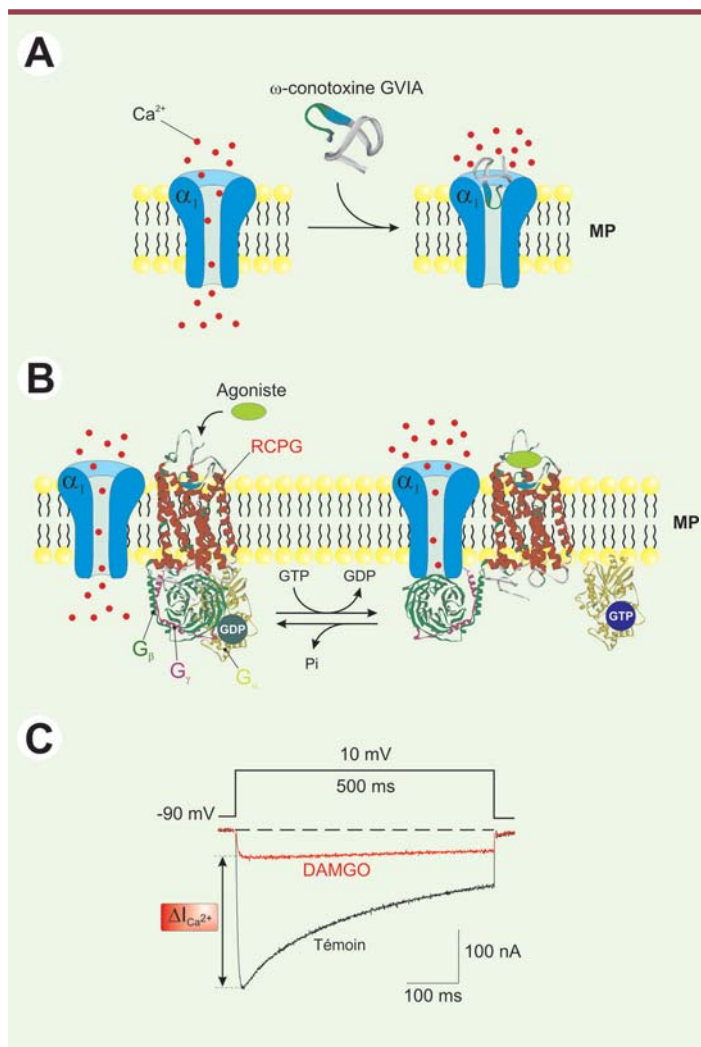 A
ω-conotoxine GVIA
Ca2+
α1
α1
MP
B
Agoniste
RCPG
α1
α1
MP
GTP
GDP
GDP
GTP
Gβ
Gγ
Gα
Pi
C
10 mV
500 ms
-90 mV
DAMGO
ΔICa2+
Témoin
100 nA
100 ms